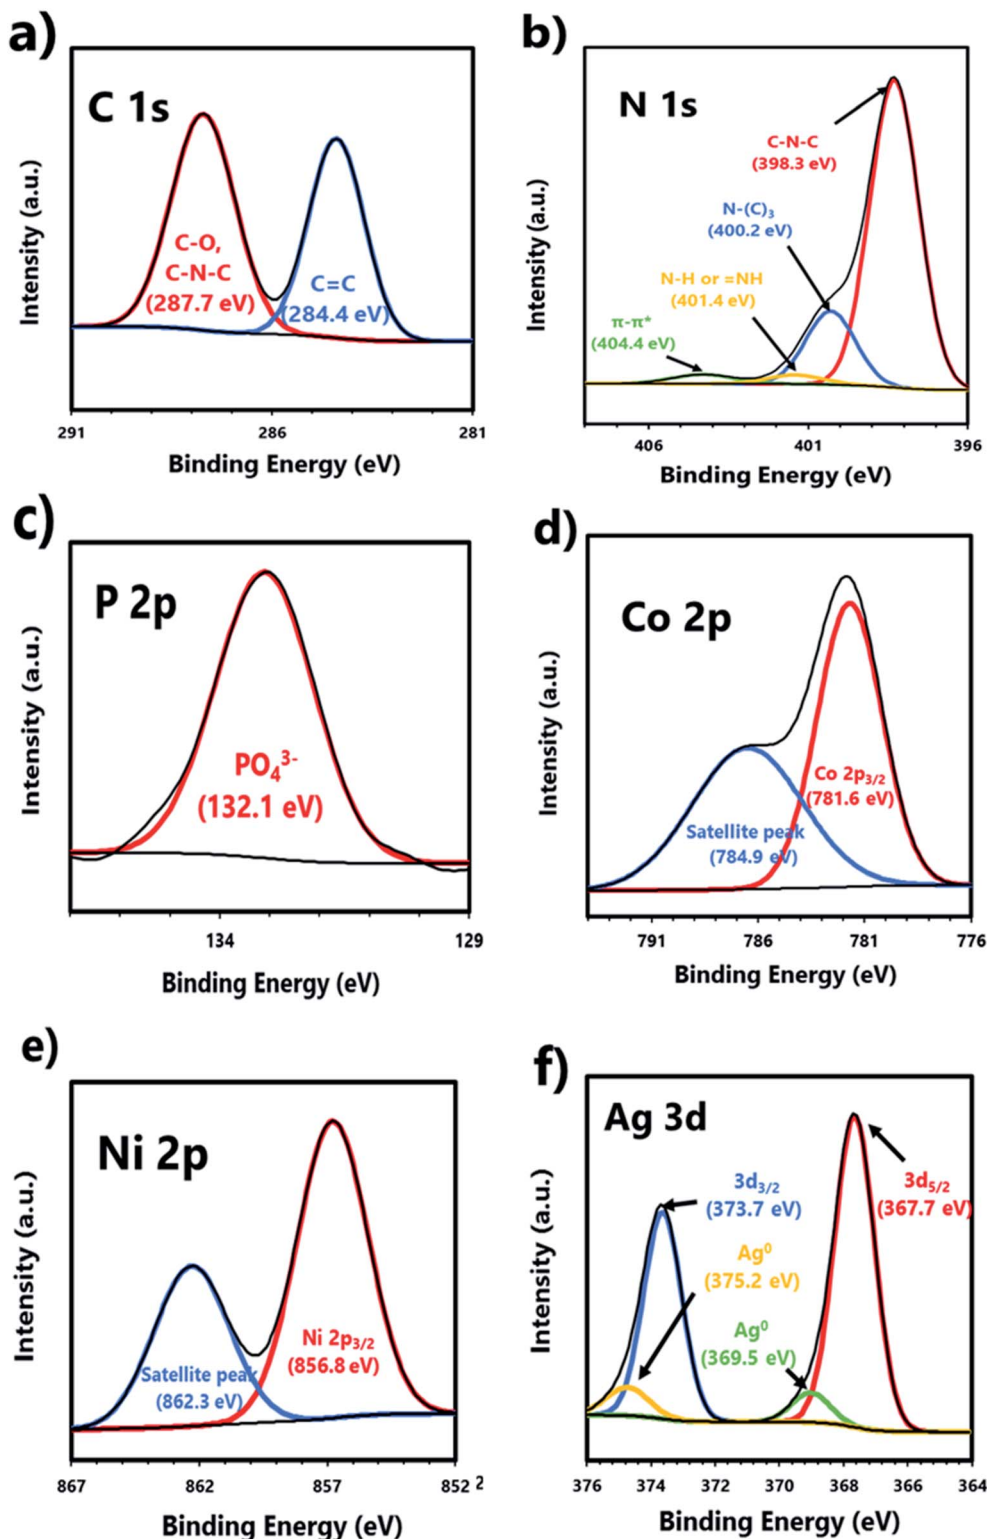 a)
C 1s
C-O,
C-N-C
(287.7 eV)
C=C
(284.4 eV)
Intensity (a.u.)
291 286 281
Binding Energy (eV)
b)
N 1s
C-N-C
(398.3 eV)
N-(C)₃
(400.2 eV)
N-H or =NH
(401.4 eV)
π-π*
(404.4 eV)
Intensity (a.u.)
406 401 396
Binding Energy (eV)
c)
P 2p
PO₄³⁻
(132.1 eV)
Intensity (a.u.)
134 129
Binding Energy (eV)
d)
Co 2p
Co 2p₃/₂
(781.6 eV)
Satellite peak
(784.9 eV)
Intensity (a.u.)
791 786 781 776
Binding Energy (eV)
e)
Ni 2p
Ni 2p₃/₂
(856.8 eV)
Satellite peak
(862.3 eV)
Intensity (a.u.)
867 862 857 852 2
Binding Energy (eV)
f)
Ag 3d
3d₃/₂
(373.7 eV)
3d₅/₂
(367.7 eV)
Ag⁰
(375.2 eV)
Ag⁰
(369.5 eV)
Intensity (a.u.)
376 374 372 370 368 366 364
Binding Energy (eV)